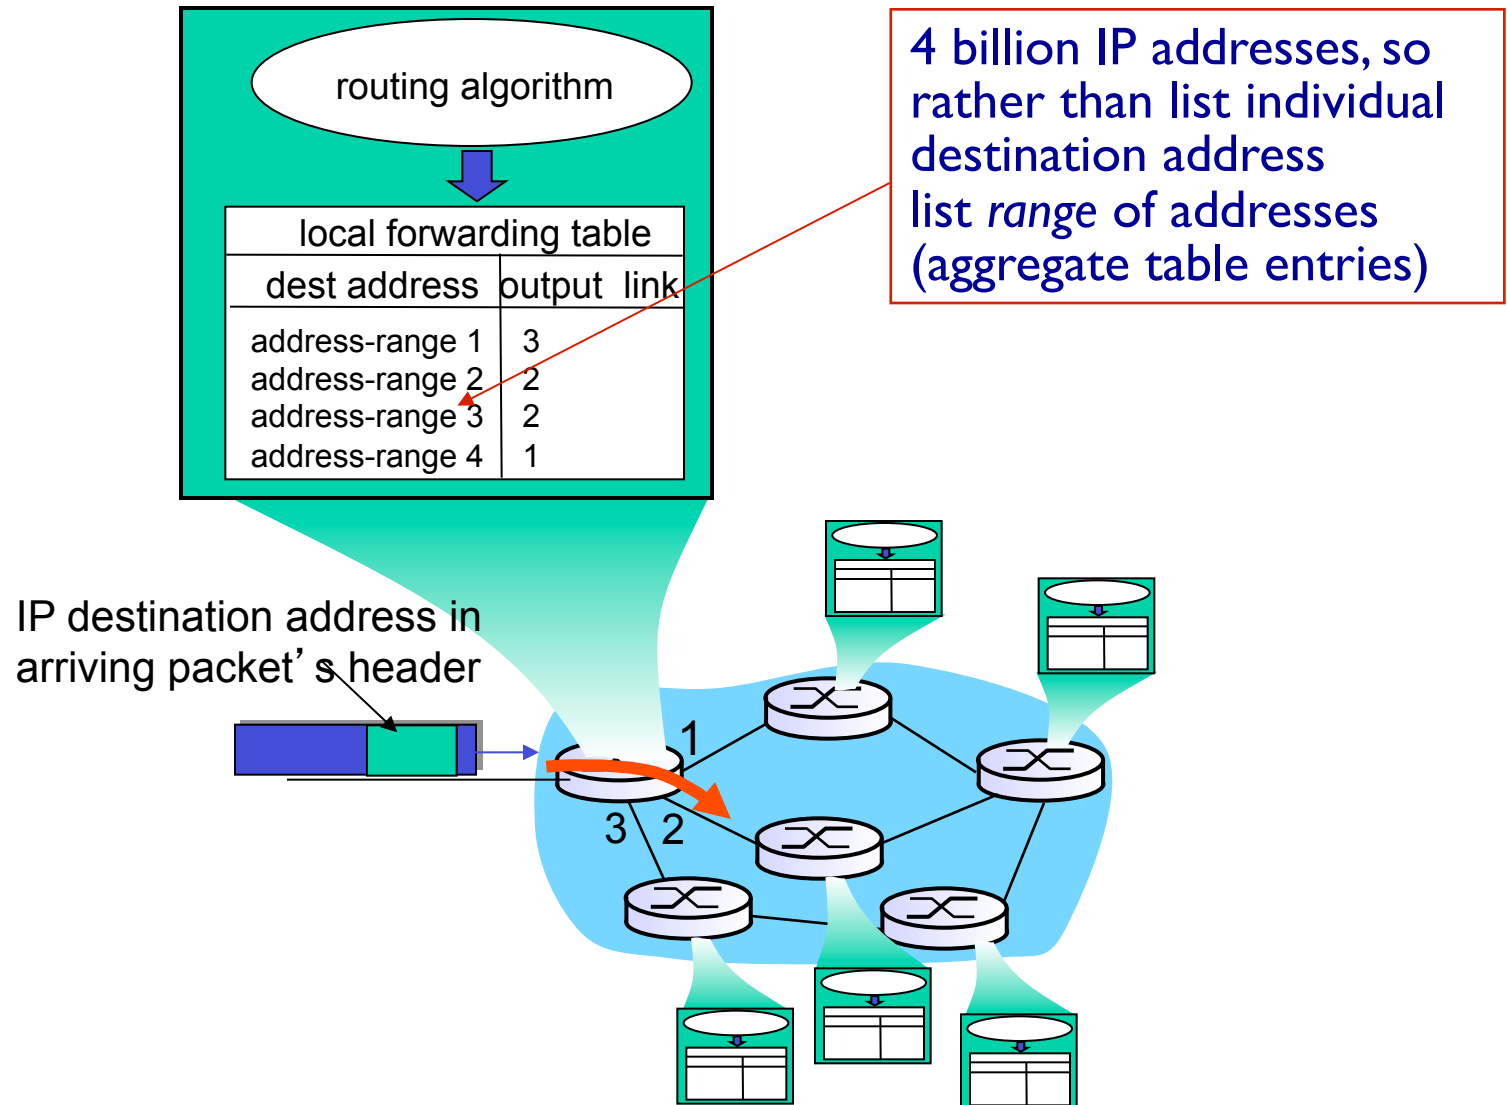 routing algorithm
local forwarding table
dest address output link
address-range 1 3
address-range 2 2
address-range 3 2
address-range 4 1
4 billion IP addresses, so
rather than list individual
destination address
list range of addresses
(aggregate table entries)
IP destination address in
arriving packet’s header
1
3 2